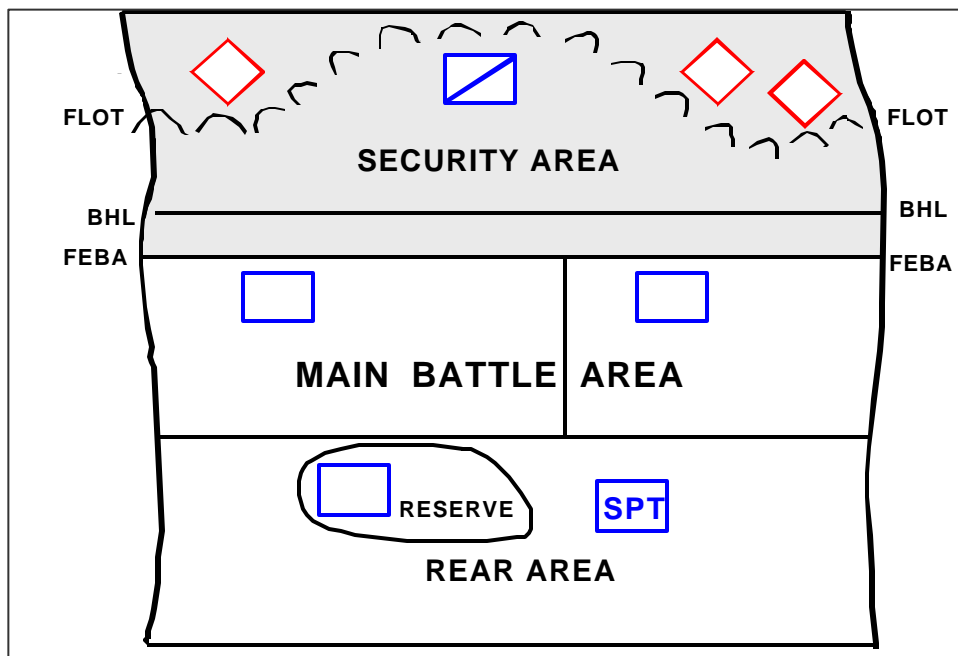 FLOT FLOT
SECURITY AREA
BHL BHL
FEBA FEBA
MAIN BATTLE AREA
RESERVE SPT
REAR AREA